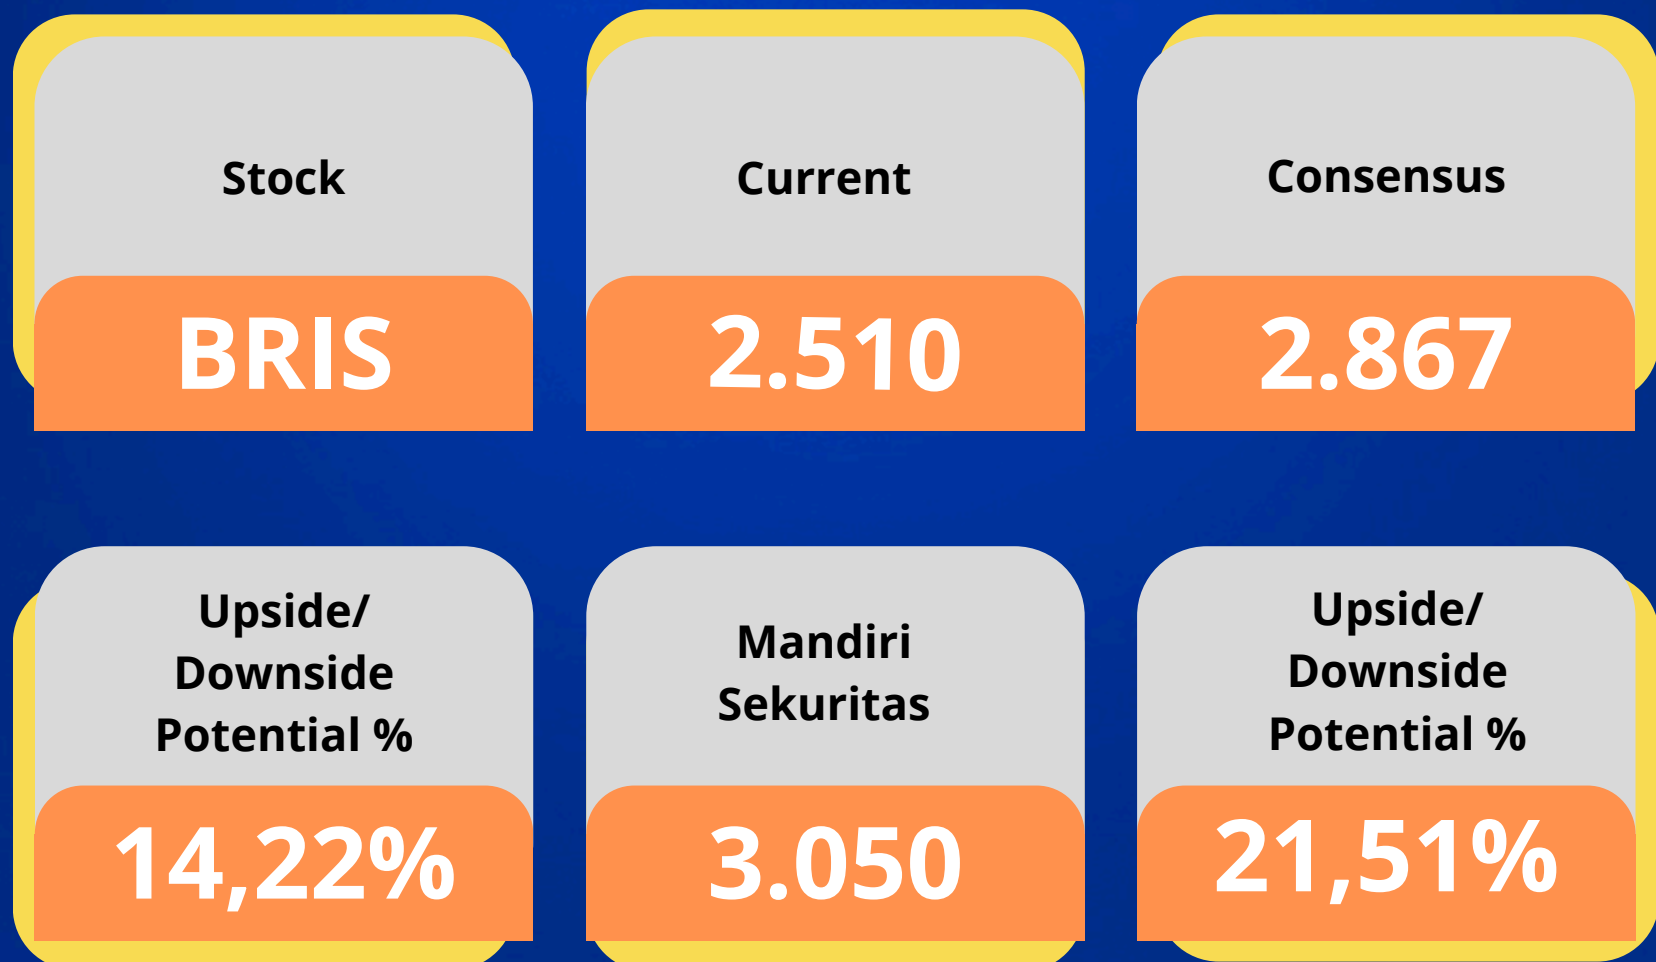 Stock
BRIS
Current
2.510
Consensus
2.867
Upside/
Downside
Potential %
14,22%
Mandiri
Sekuritas
3.050
Upside/
Downside
Potential %
21,51%